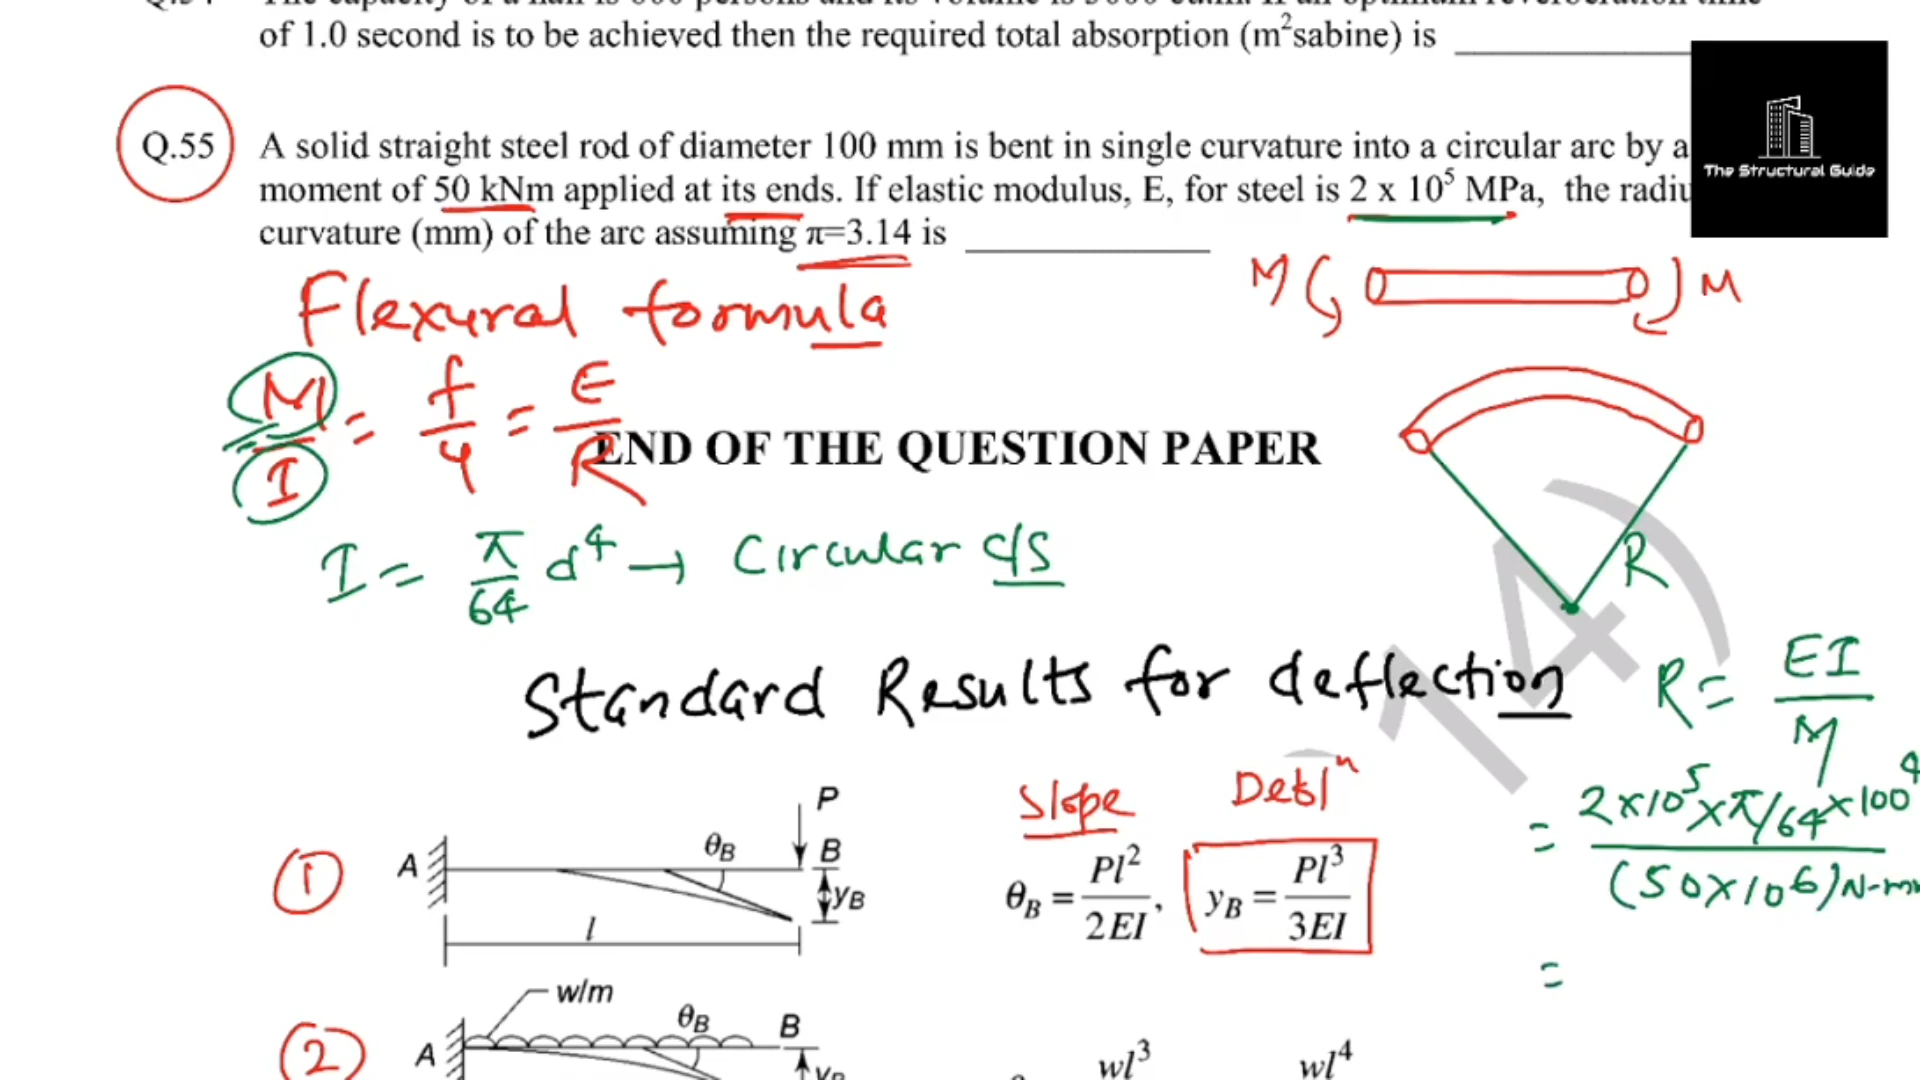 of 1.0 second is to be achieved then the required total absorption (m²sabine) is
The Structural Guide
Q.55 A solid straight steel rod of diameter 100 mm is bent in single curvature into a circular arc by a
moment of 50 kNm applied at its ends. If elastic modulus, E, for steel is 2 x 10⁵ MPa, the radiu
curvature (mm) of the arc assuming π=3.14 is
M M
Flexural formula
M/I = f/y = E/R
END OF THE QUESTION PAPER
I = π/64 d⁴ → Circular c/s
R
14)
Standard Results for deflection
R = EI/M
= 2×10⁵×π/64×100⁴ / (50×10⁶) N-mm
=
Slope Deflⁿ
① A θB P B yB l θB = Pl²/2EI, yB = Pl³/3EI
② w/m A θB B yB wl³ wl⁴